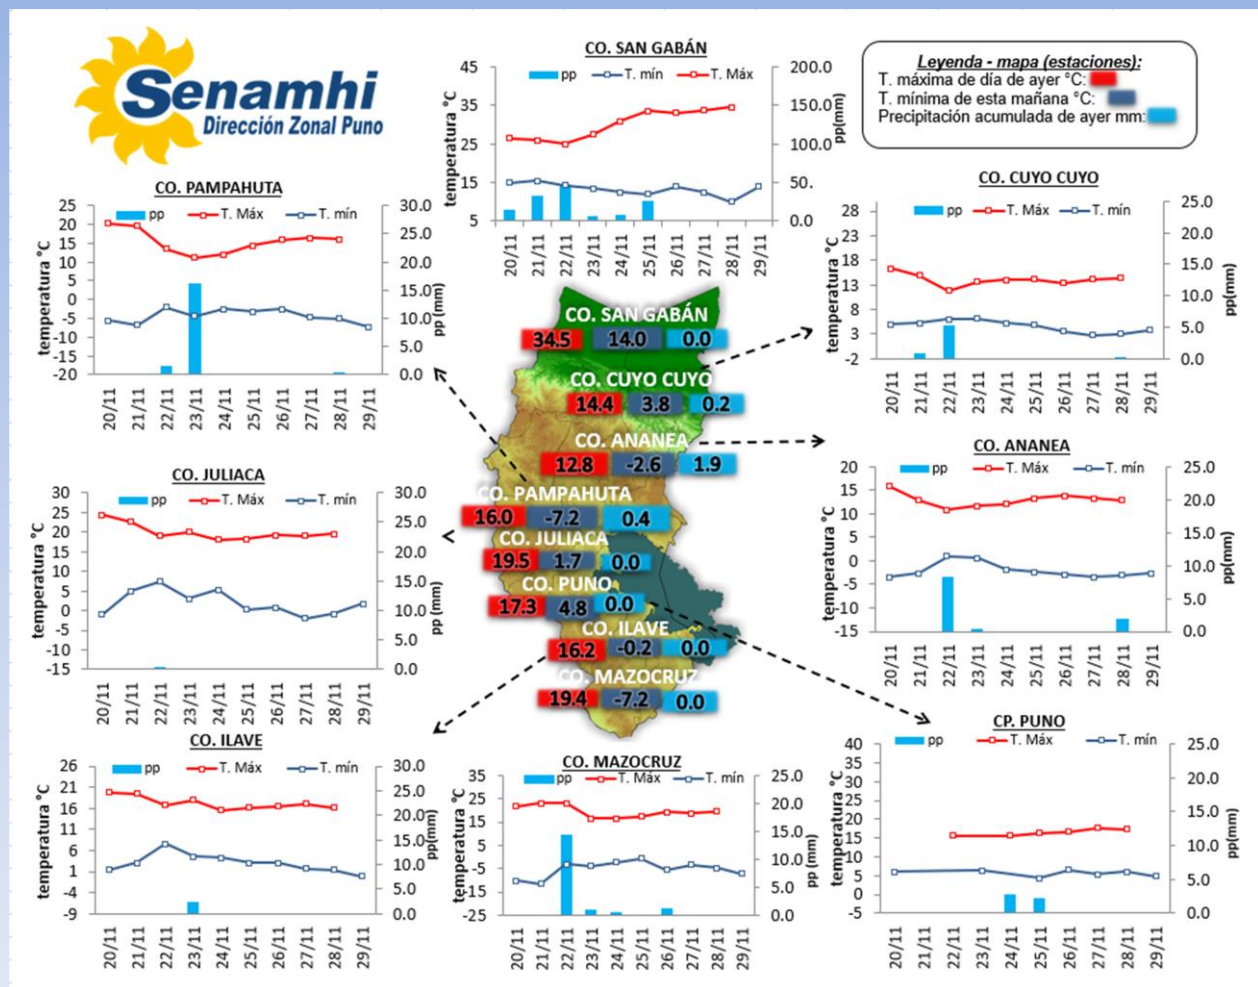 Senamhi
Dirección Zonal Puno
CO. SAN GABÁN
pp T. mín T. Máx
temperatura °C
45
35
25
15
5
200.0
150.0
100.0
50.
0.0
pp(mm)
20/11 21/11 22/11 23/11 24/11 25/11 26/11 27/11 28/11 29/11
Leyenda - mapa (estaciones):
T. máxima de día de ayer °C:
T. mínima de esta mañana °C:
Precipitación acumulada de ayer mm:
CO. PAMPAHUTA
pp T. Máx T. mín
temperatura °C
25
20
15
10
5
0
-5
-10
-15
-20
30.0
25.0
20.0
15.0
10.0
5.0
0.0
pp (mm)
20/11 21/11 22/11 23/11 24/11 25/11 26/11 27/11 28/11 29/11
CO. CUYO CUYO
pp T. Máx T. mín
temperatura °C
28
23
18
13
8
3
-2
25.0
20.0
15.0
10.0
5.0
0.0
pp(mm)
20/11 21/11 22/11 23/11 24/11 25/11 26/11 27/11 28/11 29/11
CO. SAN GABÁN
34.5 14.0 0.0
CO. CUYO CUYO
14.4 3.8 0.2
CO. ANANEA
12.8 -2.6 1.9
CO. PAMPAHUTA
16.0 -7.2 0.4
CO. JULIACA
19.5 1.7 0.0
CO. PUNO
17.3 4.8 0.0
CO. ILAVE
16.2 -0.2 0.0
CO. MAZOCRUZ
19.4 -7.2 0.0
CO. JULIACA
pp T. Máx T. mín
temperatura °C
30
25
20
15
10
5
0
-5
-10
-15
30.0
25.0
20.0
15.0
10.0
5.0
0.0
pp(mm)
20/11 21/11 22/11 23/11 24/11 25/11 26/11 27/11 28/11 29/11
CO. ANANEA
pp T. Máx T. mín
temperatura °C
20
15
10
5
0
-5
-10
-15
25.0
20.0
15.0
10.0
5.0
0.0
pp(mm)
20/11 21/11 22/11 23/11 24/11 25/11 26/11 27/11 28/11 29/11
CO. ILAVE
pp T. Máx T. mín
temperatura °C
26
21
16
11
6
1
-4
-9
30.0
25.0
20.0
15.0
10.0
5.0
0.0
pp(mm)
20/11 21/11 22/11 23/11 24/11 25/11 26/11 27/11 28/11 29/11
CO. MAZOCRUZ
pp T. Máx T. mín
temperatura °C
35
25
15
5
-5
-15
-25
25.0
20.0
15.0
10.0
5.0
0.0
pp (mm)
20/11 21/11 22/11 23/11 24/11 25/11 26/11 27/11 28/11 29/11
CP. PUNO
pp T. Máx T. mín
temperatura °C
40
35
30
25
20
15
10
5
0
-5
25.0
20.0
15.0
10.0
5.0
0.0
pp(mm)
20/11 21/11 22/11 23/11 24/11 25/11 26/11 27/11 28/11 29/11